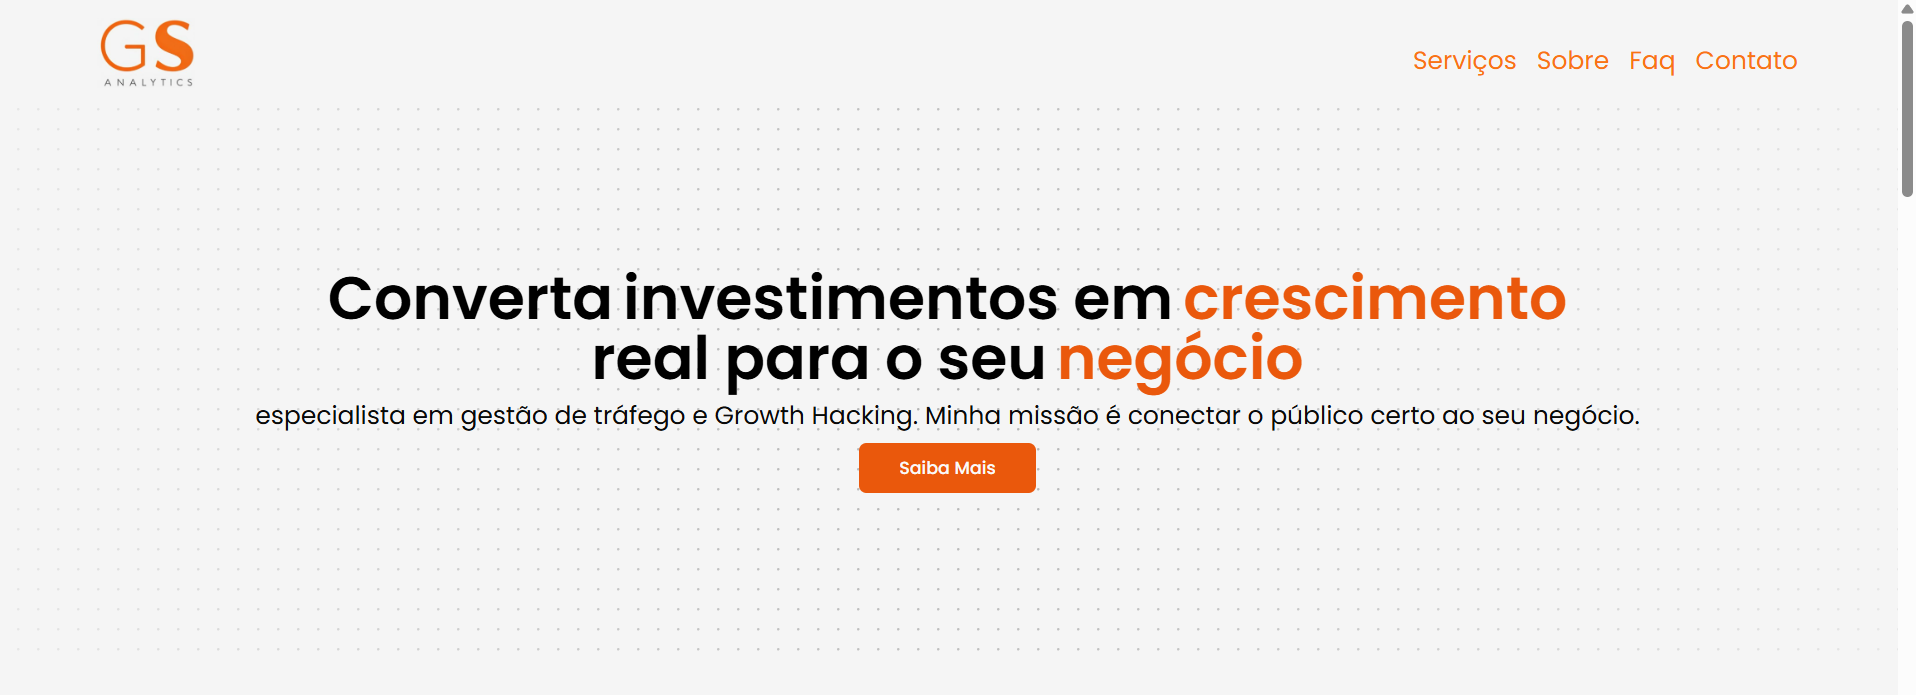 GS
ANALYTICS
Serviços Sobre Faq Contato
Converta investimentos em crescimento
real para o seu negócio
especialista em gestão de tráfego e Growth Hacking. Minha missão é conectar o público certo ao seu negócio.
Saiba Mais